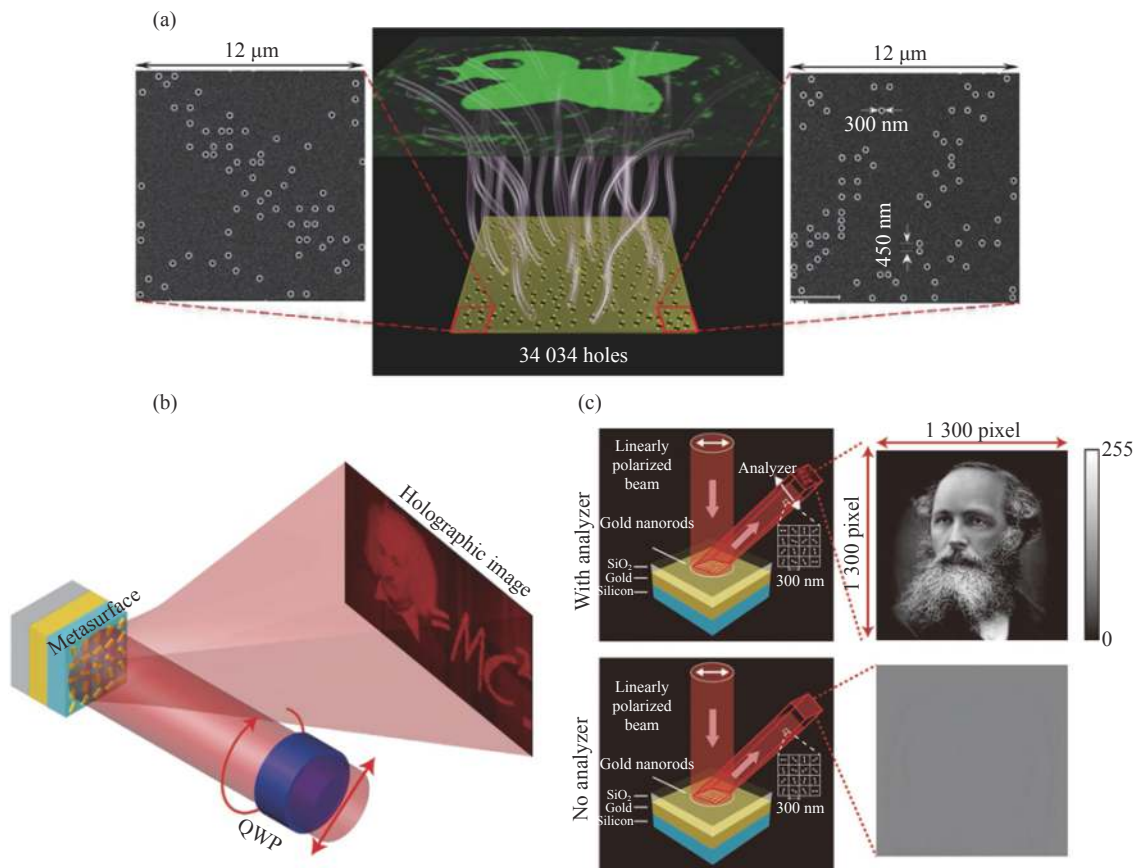 (a)
12 μm
12 μm
300 nm
450 nm
34 034 holes
(b)
Metasurface
Holographic image
=MC²
QWP
(c)
With analyzer
Linearly
polarized
beam
Analyzer
Gold nanorods
SiO₂
Gold
Silicon
300 nm
1 300 pixel
1 300 pixel
255
0
No analyzer
Linearly
polarized
beam
Gold nanorods
SiO₂
Gold
Silicon
300 nm